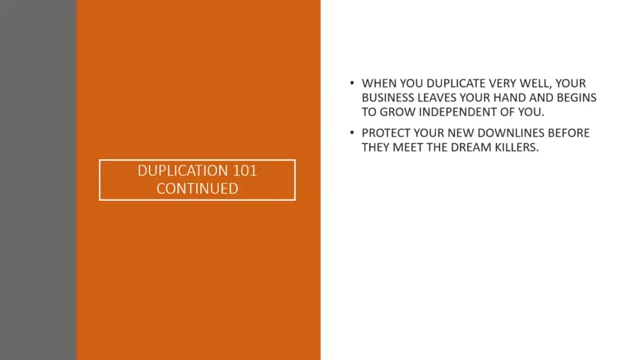 DUPLICATION 101
CONTINUED
• WHEN YOU DUPLICATE VERY WELL, YOUR
BUSINESS LEAVES YOUR HAND AND BEGINS
TO GROW INDEPENDENT OF YOU.
• PROTECT YOUR NEW DOWNLINES BEFORE
THEY MEET THE DREAM KILLERS.